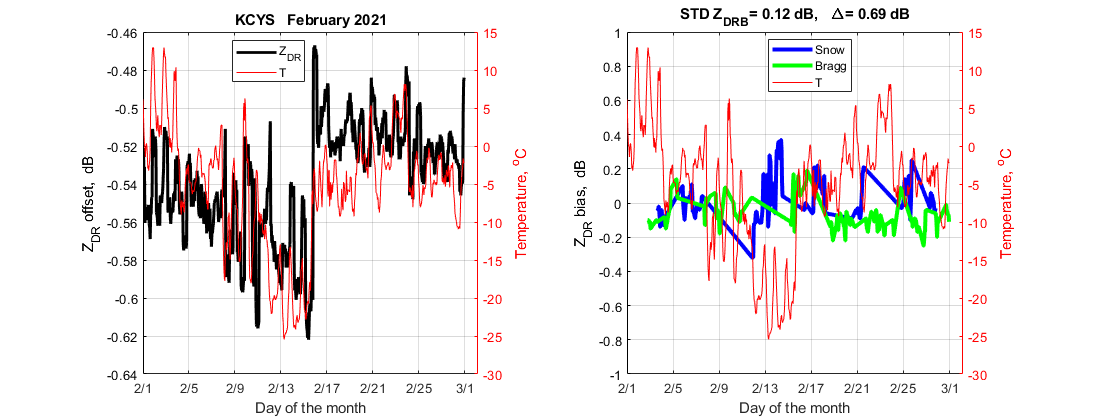 KCYS February 2021
-0.46
-0.48
-0.5
-0.52
-0.54
-0.56
-0.58
-0.6
-0.62
-0.64
Z_DR offset, dB
Z_DR
T
15
10
5
0
-5
-10
-15
-20
-25
-30
Temperature, °C
2/1 2/5 2/9 2/13 2/17 2/21 2/25 3/1
Day of the month
STD Z_DRB = 0.12 dB, Δ = 0.69 dB
1
0.8
0.6
0.4
0.2
0
-0.2
-0.4
-0.6
-0.8
-1
Z_DR bias, dB
Snow
Bragg
T
15
10
5
0
-5
-10
-15
-20
-25
-30
Temperature, °C
2/1 2/5 2/9 2/13 2/17 2/21 2/25 3/1
Day of the month